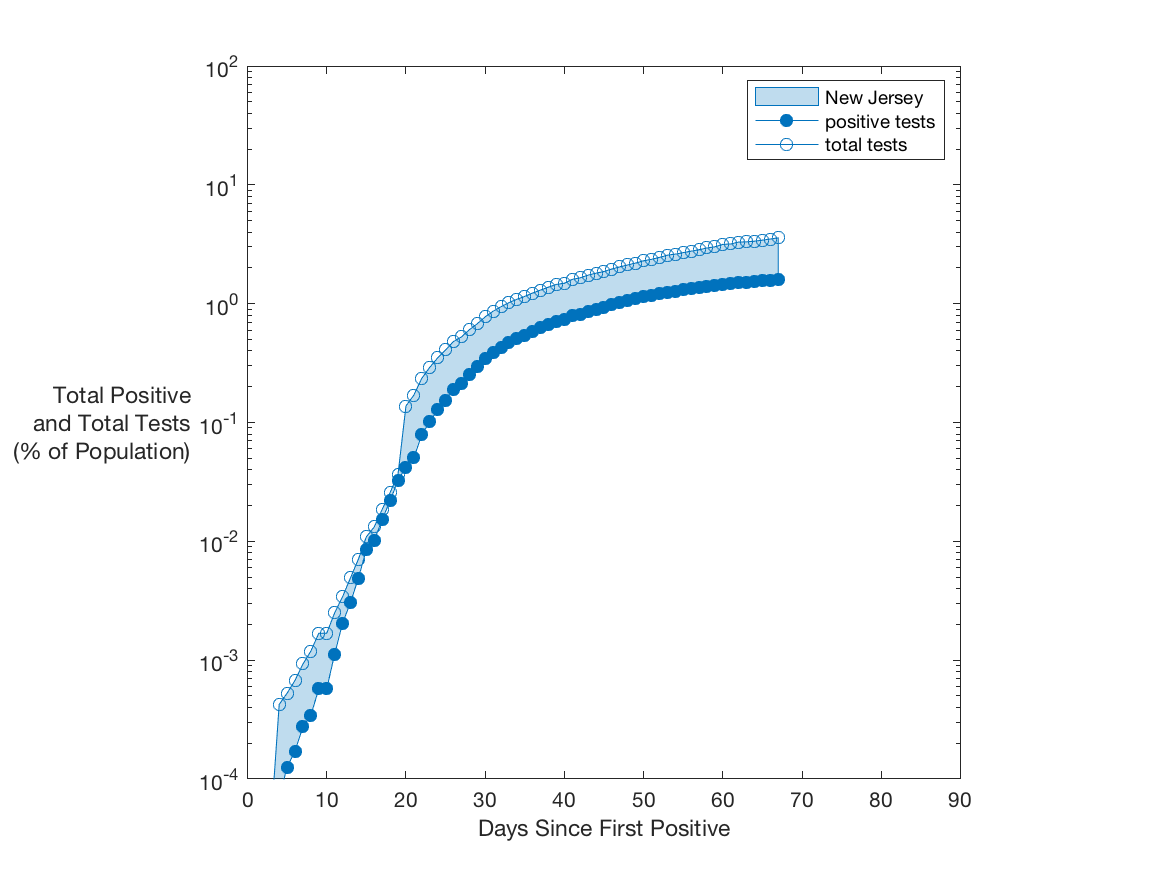 10^2
10^1
10^0
10^-1
10^-2
10^-3
10^-4
Total Positive
and Total Tests
(% of Population)
New Jersey
positive tests
total tests
0 10 20 30 40 50 60 70 80 90
Days Since First Positive